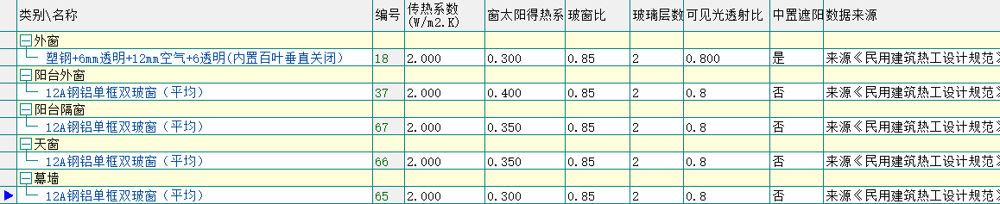 类别\名称 编号 传热系数 (W/m2.K) 窗太阳得热系 玻窗比 玻璃层数 可见光透射比 中置遮阳 数据来源
外窗
塑钢+6mm透明+12mm空气+6透明(内置百叶垂直关闭) 18 2.000 0.300 0.85 2 0.800 是 来源《民用建筑热工设计规范》
阳台外窗
12A钢铝单框双玻窗（平均） 37 2.000 0.400 0.85 2 0.8 否 来源《民用建筑热工设计规范》
阳台隔窗
12A钢铝单框双玻窗（平均） 67 2.000 0.350 0.85 2 0.8 否 来源《民用建筑热工设计规范》
天窗
12A钢铝单框双玻窗（平均） 66 2.000 0.350 0.85 2 0.8 否 来源《民用建筑热工设计规范》
幕墙
12A钢铝单框双玻窗（平均） 65 2.000 0.300 0.85 2 0.8 否 来源《民用建筑热工设计规范》